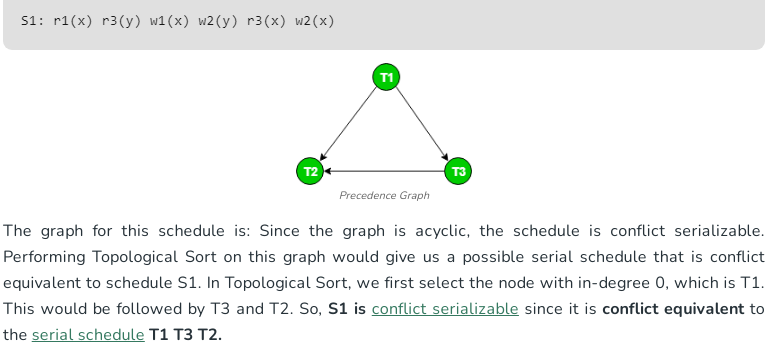 S1: r1(x) r3(y) w1(x) w2(y) r3(x) w2(x)
T1
T2
T3
Precedence Graph
The graph for this schedule is: Since the graph is acyclic, the schedule is conflict serializable.
Performing Topological Sort on this graph would give us a possible serial schedule that is conflict
equivalent to schedule S1. In Topological Sort, we first select the node with in-degree 0, which is T1.
This would be followed by T3 and T2. So, S1 is conflict serializable since it is conflict equivalent to
the serial schedule T1 T3 T2.